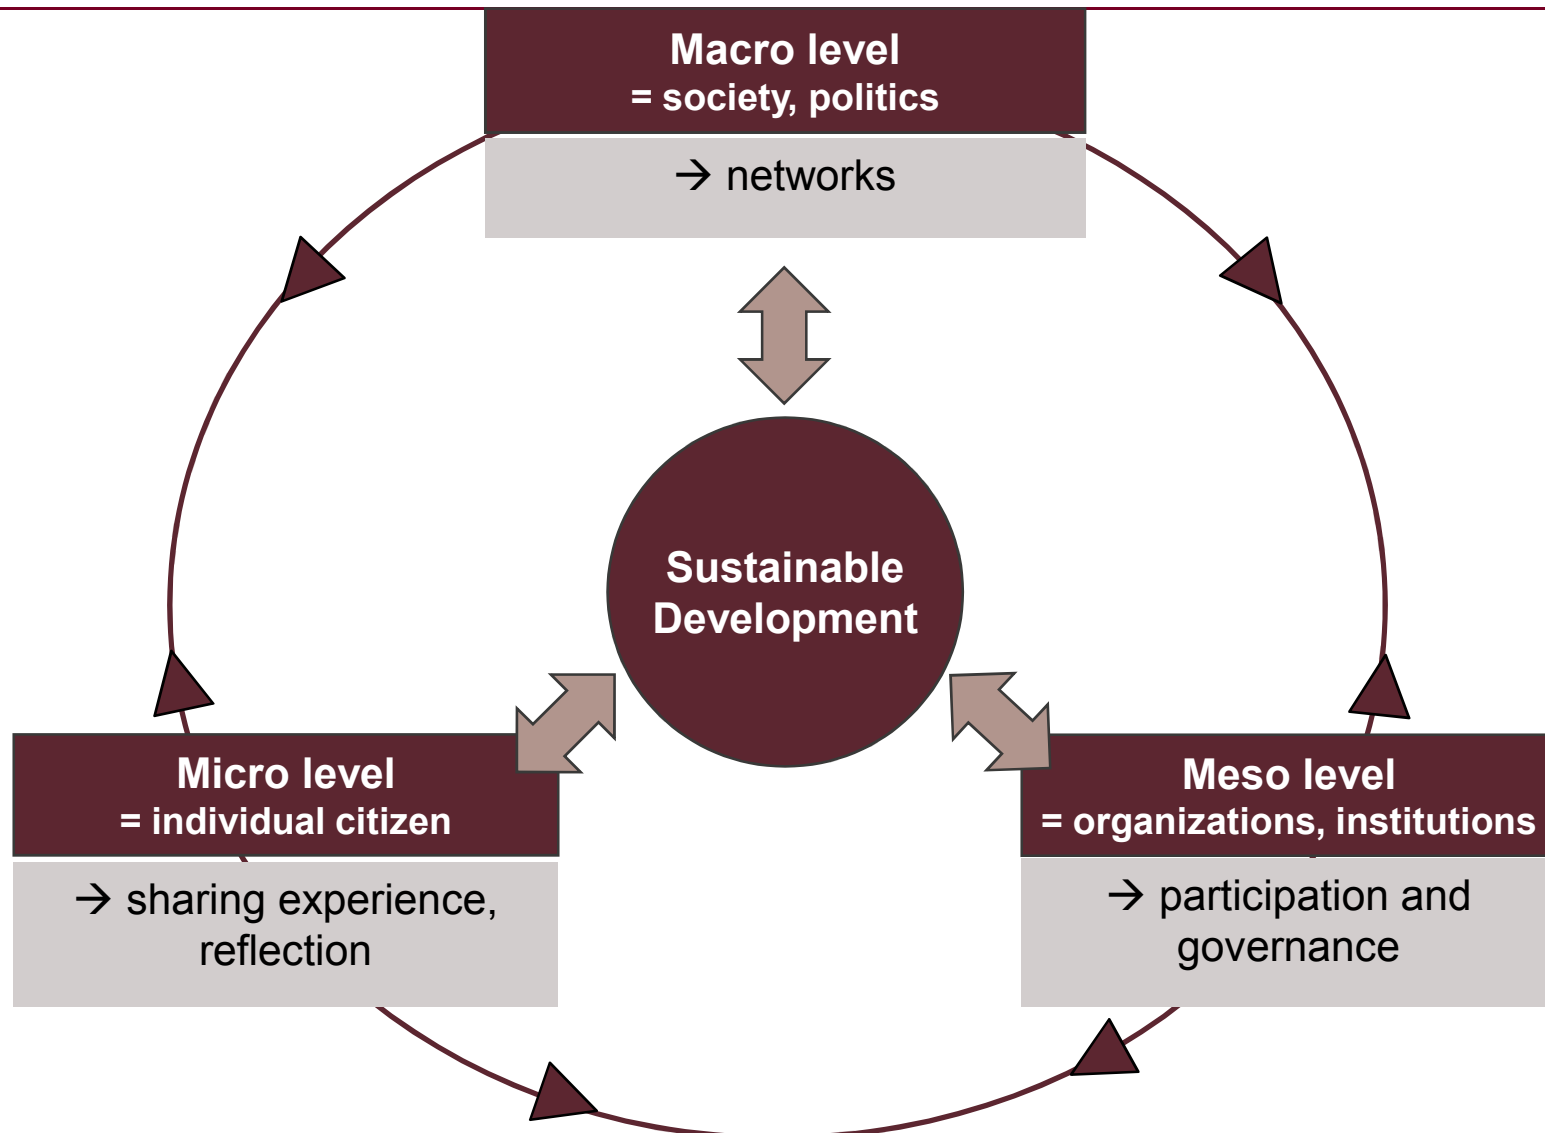 Macro level
= society, politics
→ networks
Sustainable
Development
Micro level
= individual citizen
→ sharing experience,
reflection
Meso level
= organizations, institutions
→ participation and
governance